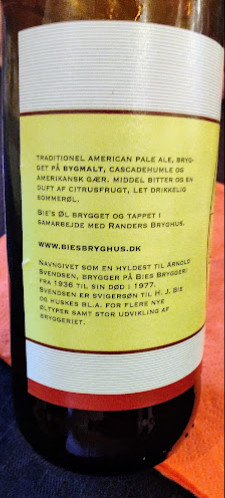 TRADITIONEL AMERICAN PALE ALE, BRYG-
GET PÅ BYGMALT, CASCADEHUMLE OG
AMERIKANSK GÆR. MIDDEL BITTER OG EN
DUFT AF CITRUSFRUGT, LET DRIKKELIG
SOMMERØL.
BIE'S ØL BRYGGET OG TAPPET I
SAMARBEJDE MED RANDERS BRYGHUS.
WWW.BIESBRYGHUS.DK
NAVNGIVET SOM EN HYLDEST TIL ARNOLD
SVENDSEN, BRYGGER PÅ BIES BRYGGERI
FRA 1936 TIL SIN DØD I 1977.
SVENDSEN ER SVIGERSØN TIL H. J. BIE
OG HUSKES BL.A. FOR FLERE NYE
ØLTYPER SAMT STOR UDVIKLING AF
BRYGGERIET.